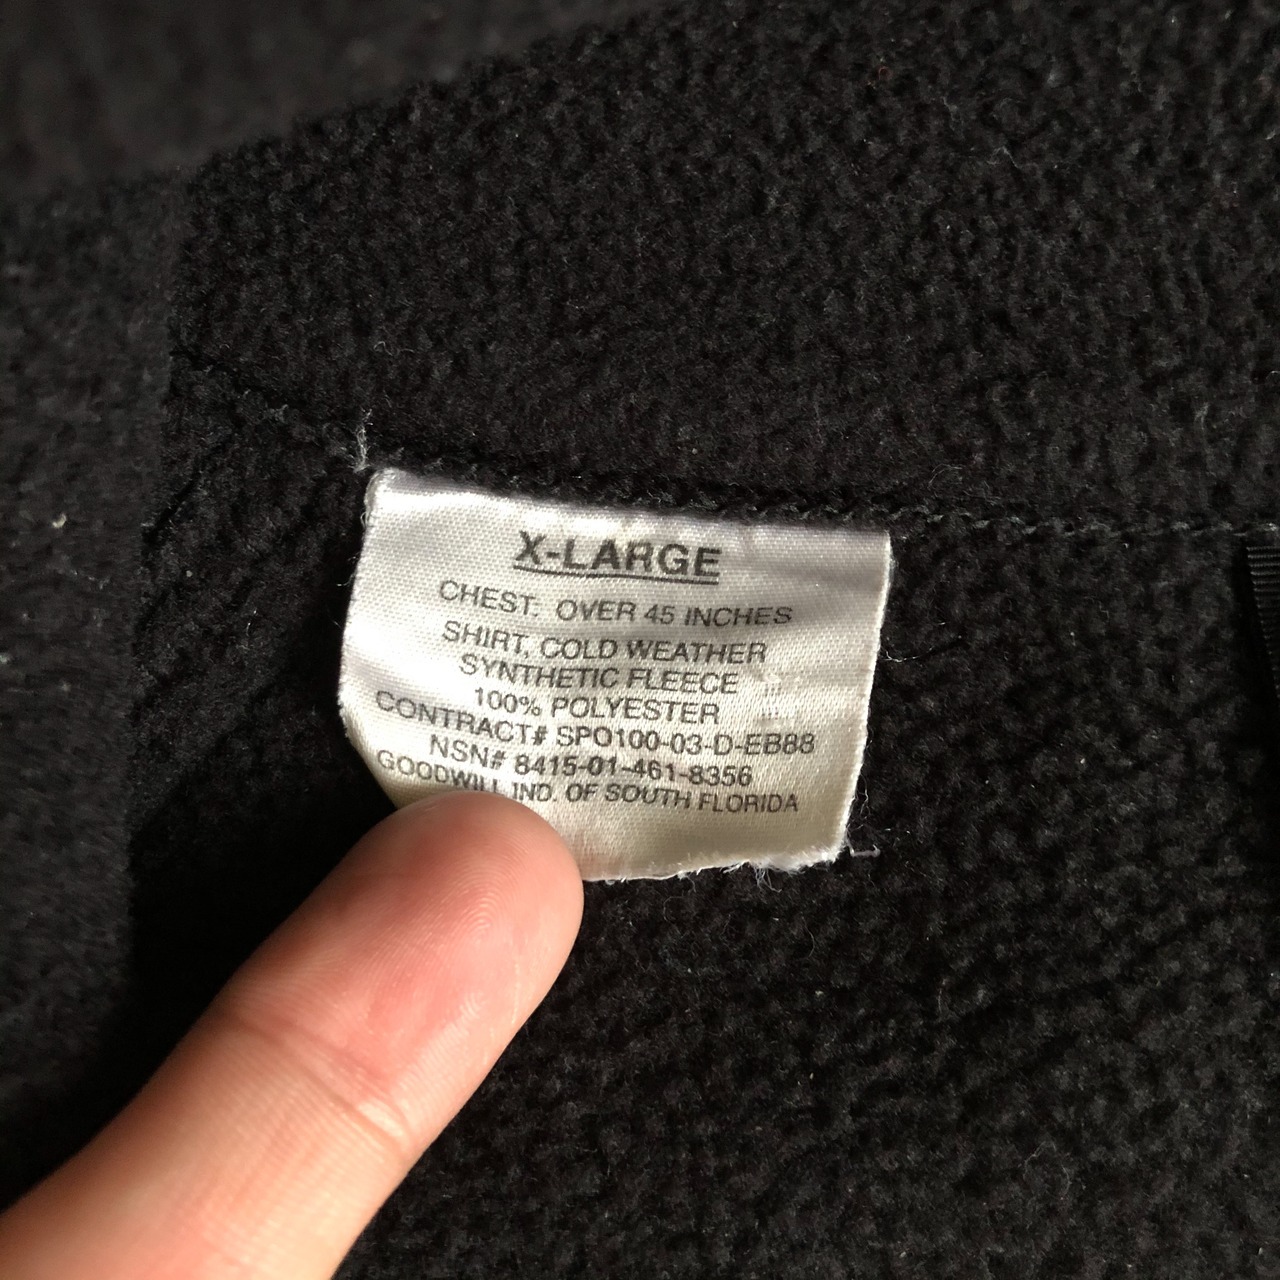 X-LARGE
CHEST: OVER 45 INCHES
SHIRT, COLD WEATHER
SYNTHETIC FLEECE
100% POLYESTER
CONTRACT# SPO100-03-D-EB88
NSN# 8415-01-461-8356
GOODWILL IND. OF SOUTH FLORIDA